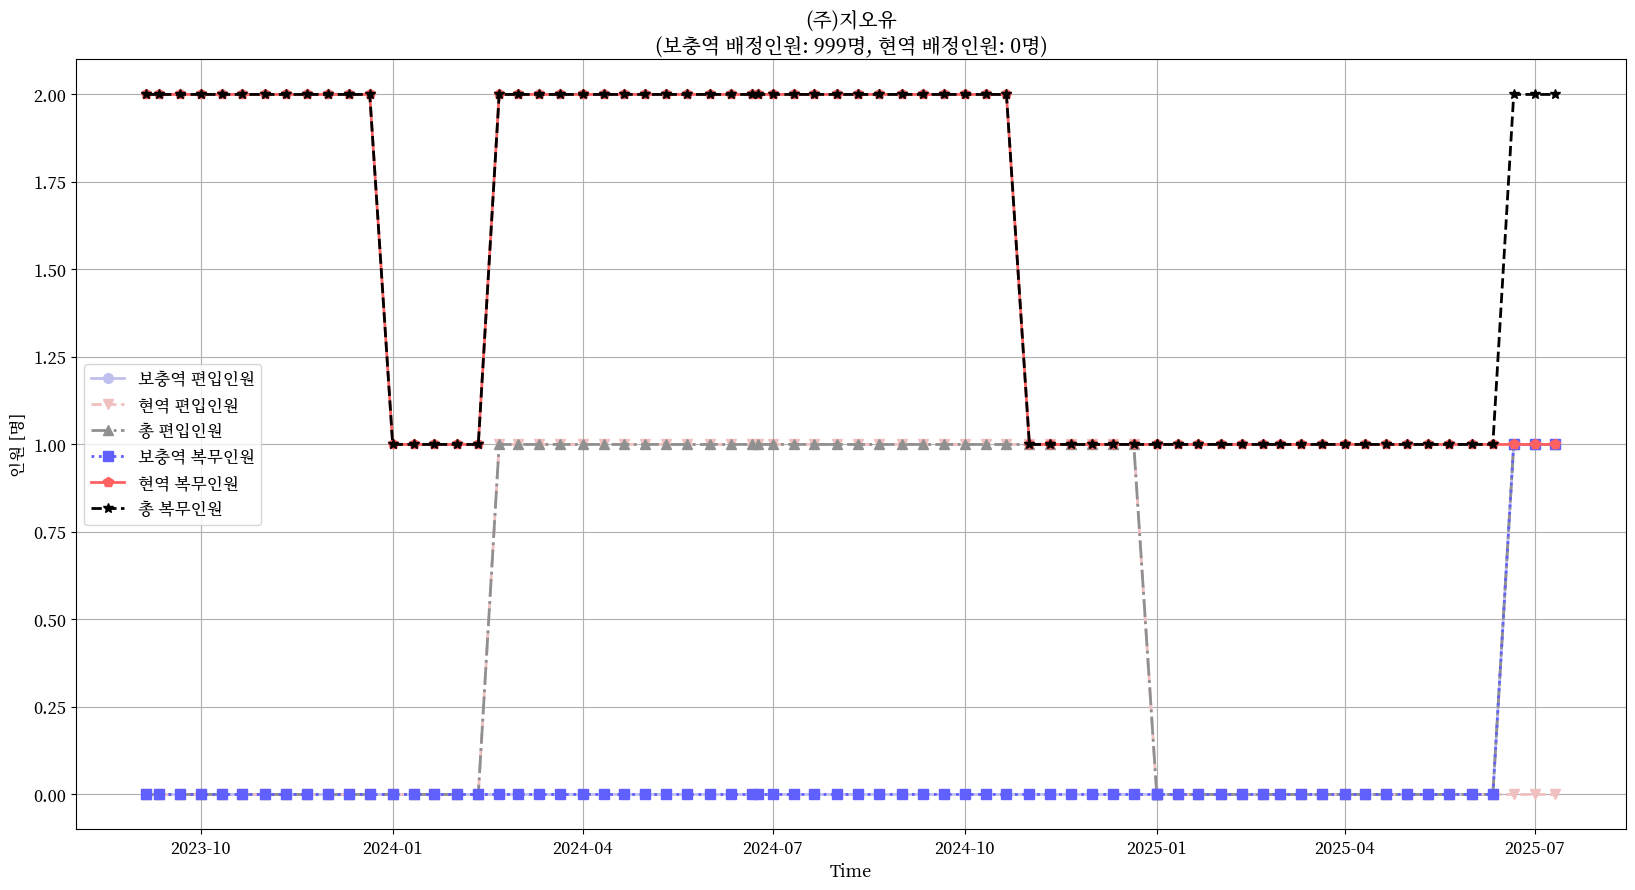 (주)지오유
(보충역 배정인원: 999명, 현역 배정인원: 0명)
2.00
1.75
1.50
1.25
1.00
0.75
0.50
0.25
0.00
인원 [명]
보충역 편입인원
현역 편입인원
총 편입인원
보충역 복무인원
현역 복무인원
총 복무인원
2023-10
2024-01
2024-04
2024-07
2024-10
2025-01
2025-04
2025-07
Time